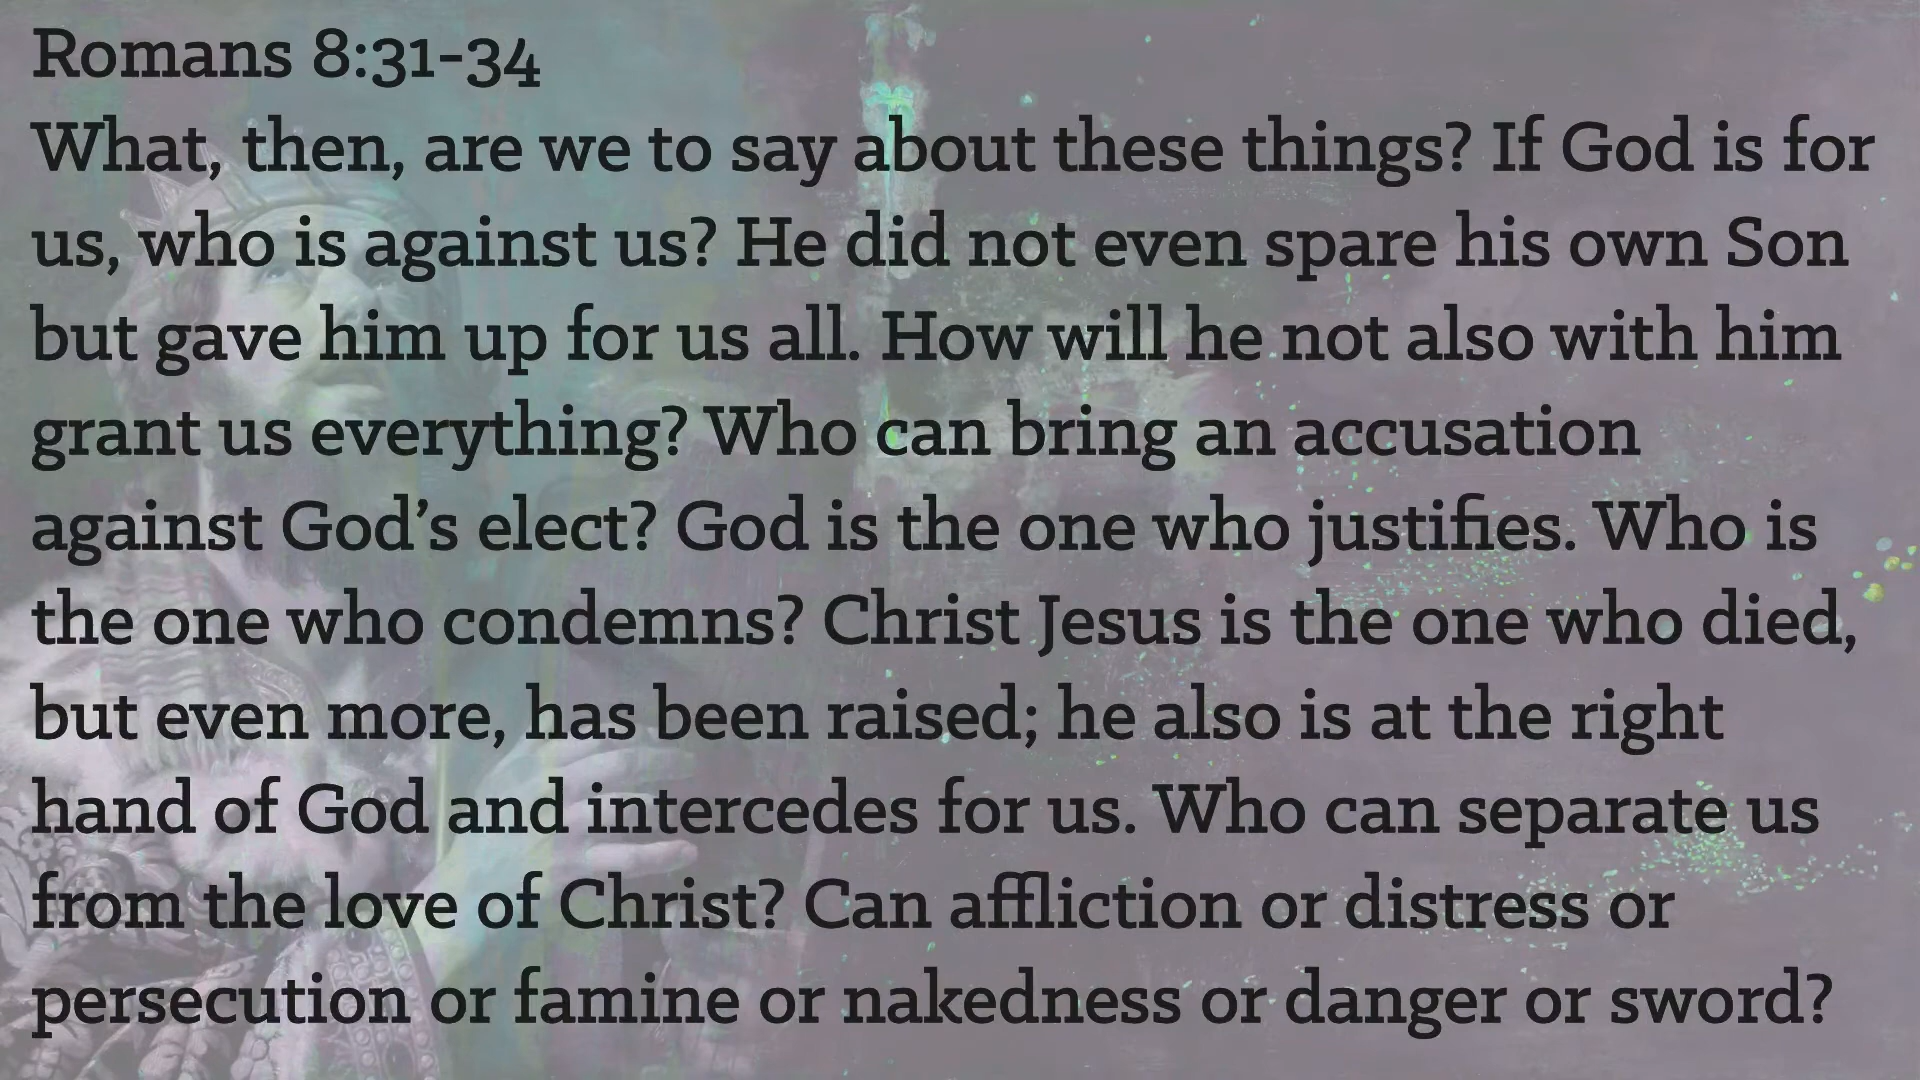 Romans 8:31-34
What, then, are we to say about these things? If God is for
us, who is against us? He did not even spare his own Son
but gave him up for us all. How will he not also with him
grant us everything? Who can bring an accusation
against God’s elect? God is the one who justifies. Who is
the one who condemns? Christ Jesus is the one who died,
but even more, has been raised; he also is at the right
hand of God and intercedes for us. Who can separate us
from the love of Christ? Can affliction or distress or
persecution or famine or nakedness or danger or sword?